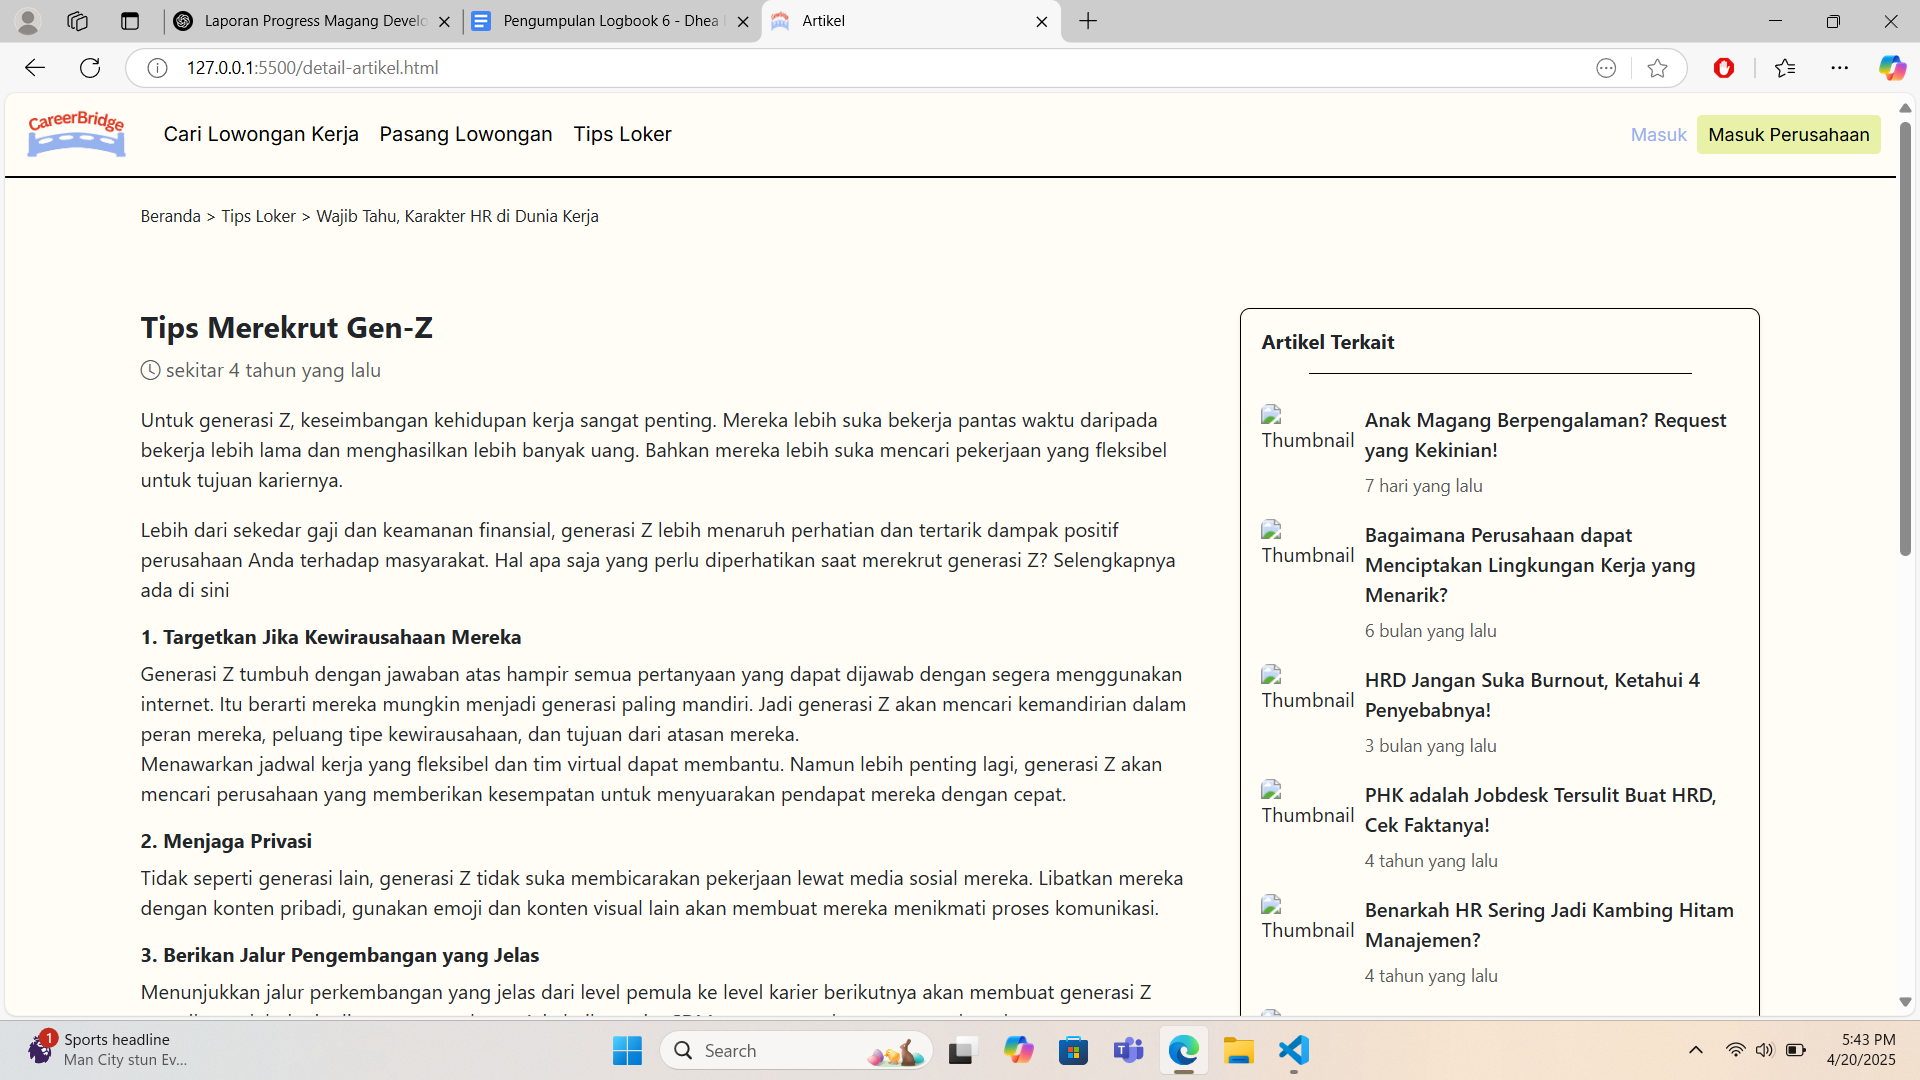 Laporan Progress Magang Develo
Pengumpulan Logbook 6 - Dhea
Artikel
127.0.0.1:5500/detail-artikel.html
CareerBridge
Cari Lowongan Kerja
Pasang Lowongan
Tips Loker
Masuk
Masuk Perusahaan
Beranda > Tips Loker > Wajib Tahu, Karakter HR di Dunia Kerja
Tips Merekrut Gen-Z
sekitar 4 tahun yang lalu
Untuk generasi Z, keseimbangan kehidupan kerja sangat penting. Mereka lebih suka bekerja pantas waktu daripada
bekerja lebih lama dan menghasilkan lebih banyak uang. Bahkan mereka lebih suka mencari pekerjaan yang fleksibel
untuk tujuan kariernya.
Lebih dari sekedar gaji dan keamanan finansial, generasi Z lebih menaruh perhatian dan tertarik dampak positif
perusahaan Anda terhadap masyarakat. Hal apa saja yang perlu diperhatikan saat merekrut generasi Z? Selengkapnya
ada di sini
1. Targetkan Jika Kewirausahaan Mereka
Generasi Z tumbuh dengan jawaban atas hampir semua pertanyaan yang dapat dijawab dengan segera menggunakan
internet. Itu berarti mereka mungkin menjadi generasi paling mandiri. Jadi generasi Z akan mencari kemandirian dalam
peran mereka, peluang tipe kewirausahaan, dan tujuan dari atasan mereka.
Menawarkan jadwal kerja yang fleksibel dan tim virtual dapat membantu. Namun lebih penting lagi, generasi Z akan
mencari perusahaan yang memberikan kesempatan untuk menyuarakan pendapat mereka dengan cepat.
2. Menjaga Privasi
Tidak seperti generasi lain, generasi Z tidak suka membicarakan pekerjaan lewat media sosial mereka. Libatkan mereka
dengan konten pribadi, gunakan emoji dan konten visual lain akan membuat mereka menikmati proses komunikasi.
3. Berikan Jalur Pengembangan yang Jelas
Menunjukkan jalur perkembangan yang jelas dari level pemula ke level karier berikutnya akan membuat generasi Z
Artikel Terkait
Thumbnail
Anak Magang Berpengalaman? Request
yang Kekinian!
7 hari yang lalu
Thumbnail
Bagaimana Perusahaan dapat
Menciptakan Lingkungan Kerja yang
Menarik?
6 bulan yang lalu
Thumbnail
HRD Jangan Suka Burnout, Ketahui 4
Penyebabnya!
3 bulan yang lalu
Thumbnail
PHK adalah Jobdesk Tersulit Buat HRD,
Cek Faktanya!
4 tahun yang lalu
Thumbnail
Benarkah HR Sering Jadi Kambing Hitam
Manajemen?
4 tahun yang lalu
1
Sports headline
Man City stun Ev...
Search
5:43 PM
4/20/2025